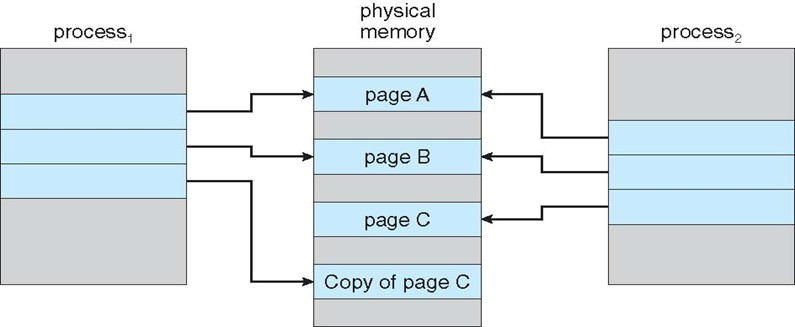 process₁
physical
memory
process₂
page A
page B
page C
Copy of page C